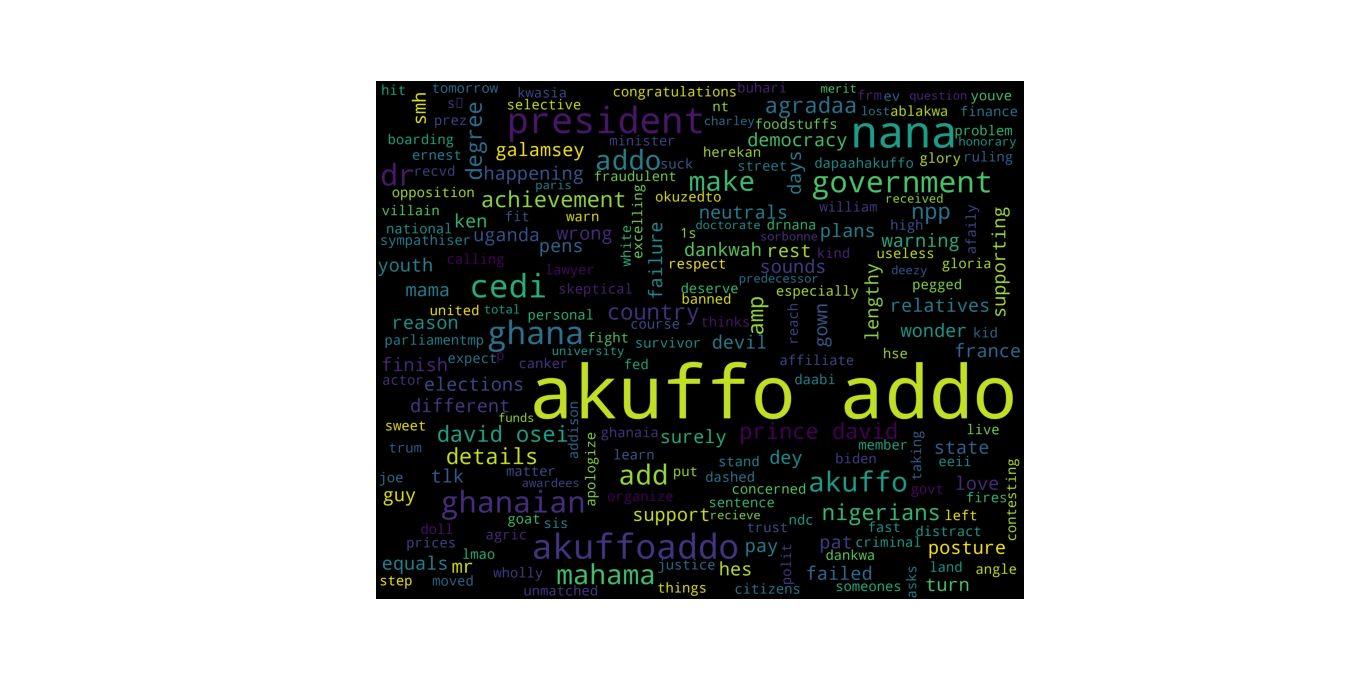 hit
tomorrow
kwasia
congratulations
buhari
merit
frm
ev
question
youve
smh
s
selective
nt
agradaa
lost
ablakwa
finance
prez
degree
president
charley
foodstuffs
nana
problem
boarding
minister
democracy
honorary
ernest
galamsey
addo
suck
herekan
street
days
dapaahakuffo
glory
ruling
dr
recvd
happening
fraudulent
make
government
opposition
paris
achievement
okuzedto
received
villain
ken
fit
warn
excelling
neutrals
william
npp
national
doctorate
drnana
plans
high
afaily
supporting
sympathiser
uganda
wrong
white
failure
1s
sorbonne
warning
pens
dankwah
rest
kind
useless
youth
calling
lawyer
respect
sounds
deezy
gloria
mama
cedi
skeptical
predecessor
lengthy
pegged
deserve
especially
banned
amp
relatives
united
total
personal
country
reach
gown
reason
course
thinks
wonder
kid
parliamentmp
ghana
fight
survivor
devil
expect
p
university
hse
france
finish
canker
fed
affiliate
actor
elections
akuffo addo
daabi
different
sweet
funds
addison
ghanaia
prince david
live
david osei
surely
member
trum
details
apologize
learn
taking
state
joe
tlk
matter
stand
dey
biden
eeii
awardees
add
put
dashed
akuffo
contesting
guy
ghanaian
organize
concerned
govt
love
fires
sentence
goat
sis
support
recieve
nigerians
left
doll
ndc
trust
fast
distract
prices
agric
akuffoaddo
pay
pat
criminal
posture
lmao
polit
dankwa
equals
mr
wholly
mahama
justice
hes
failed
asks
land
angle
step
moved
unmatched
things
citizens
someones
turn